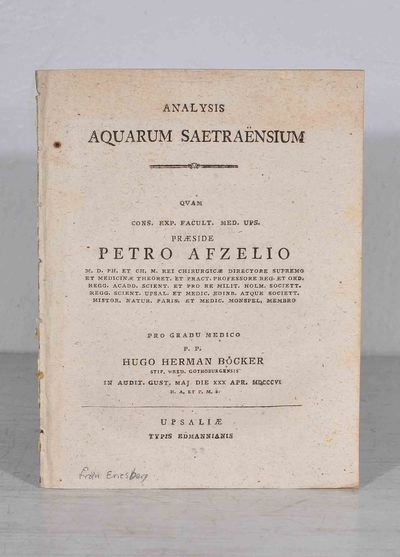 ANALYSIS
AQUARUM SAETRAËNSIUM
QVAM
CONS. EXP. FACULT. MED. UPS.
PRÆSIDE
PETRO AFZELIO
M. D. PH. ET CH. M. REI CHIRURGICÆ DIRECTORE SUPREMO
ET MEDICINÆ THEORET. ET PRACT. PROFESSORE REG. ET ORD.
REGG. ACADD. SCIENT. ET PRO RE MILIT. HOLM. SOCIETT.
REGG. SCIENT. UPSAL. ET MEDIC. EDINB. ATQUE SOCIETT.
HISTOR. NATUR. PARIS. ET MEDIC. MONSPEL. MEMBRO
PRO GRADU MEDICO
P. P.
HUGO HERMAN BÖCKER
STIP. WRED. GOTHOBURGENSIS
IN AUDIT. GUST. MAJ DIE XXX APR. MDCCCVI
H. A. ET P. M. S.
UPSALIÆ
TYPIS EDMANNIANIS
från